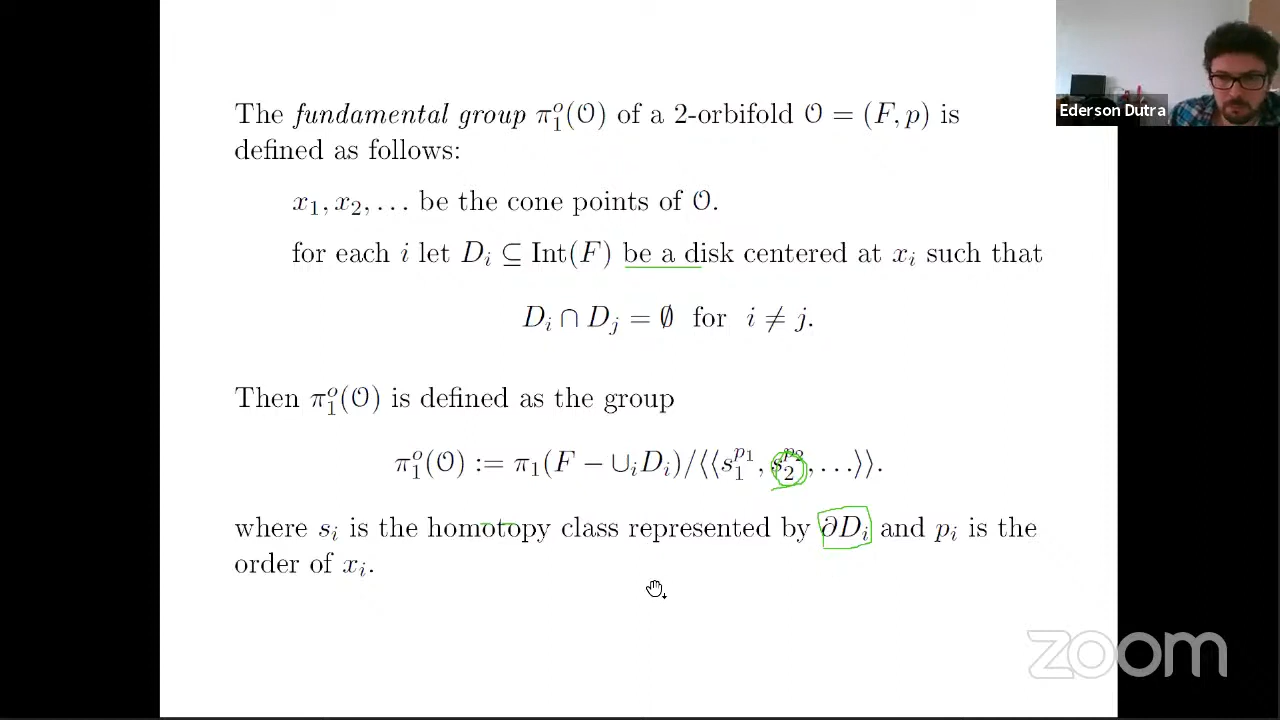 The fundamental group π₁ᵒ(𝒪) of a 2-orbifold 𝒪 = (F, p) is
defined as follows:
x₁, x₂, … be the cone points of 𝒪.
for each i let Dᵢ ⊆ Int(F) be a disk centered at xᵢ such that
Dᵢ ∩ Dⱼ = ∅ for i ≠ j.
Then π₁ᵒ(𝒪) is defined as the group
π₁ᵒ(𝒪) := π₁(F − ∪ᵢDᵢ)/⟨⟨s₁^{p₁}, s₂^{p₂}, …⟩⟩.
where sᵢ is the homotopy class represented by ∂Dᵢ and pᵢ is the
order of xᵢ.
Ederson Dutra
zoom